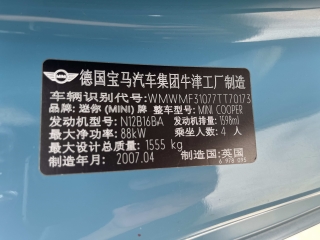 德国宝马汽车集团牛津工厂制造
车辆识别代号:WMWMF31077TT70173
品牌:迷你(MINI)牌 整车型号:MINI COOPER
发动机型号:N12B16BA 发动机排量:1598ml
最大净功率:88kW 乘坐人数:4 人
最大设计总质量:1555 kg
制造年月:2007.04 制造国:英国
6 978 095